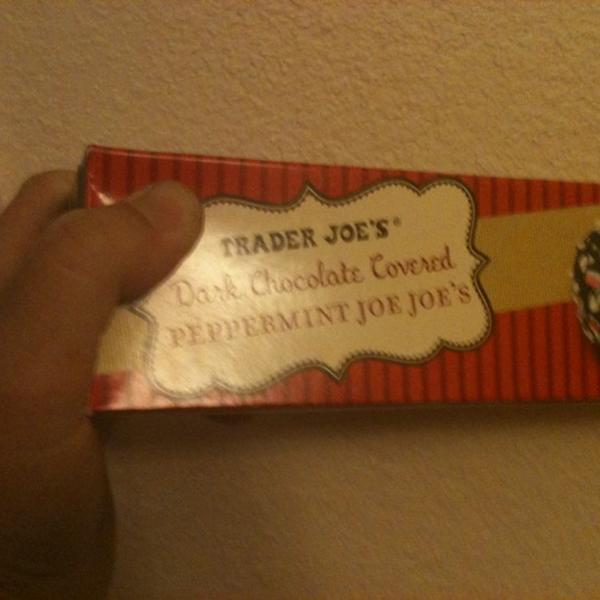 TRADER JOE'S®
Dark Chocolate Covered
PEPPERMINT JOE JOE'S